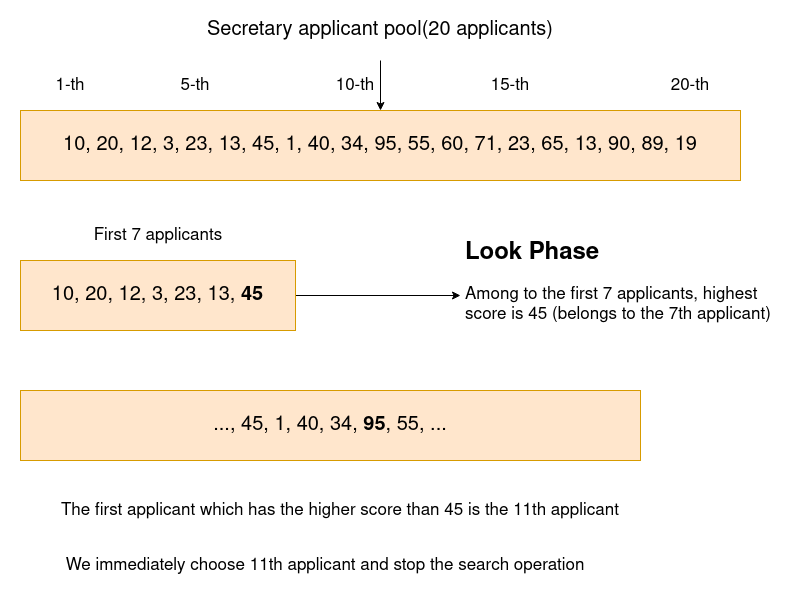 Secretary applicant pool(20 applicants)
1-th
5-th
10-th
15-th
20-th
10, 20, 12, 3, 23, 13, 45, 1, 40, 34, 95, 55, 60, 71, 23, 65, 13, 90, 89, 19
First 7 applicants
10, 20, 12, 3, 23, 13, 45
Look Phase
Among to the first 7 applicants, highest
score is 45 (belongs to the 7th applicant)
..., 45, 1, 40, 34, 95, 55, ...
The first applicant which has the higher score than 45 is the 11th applicant
We immediately choose 11th applicant and stop the search operation